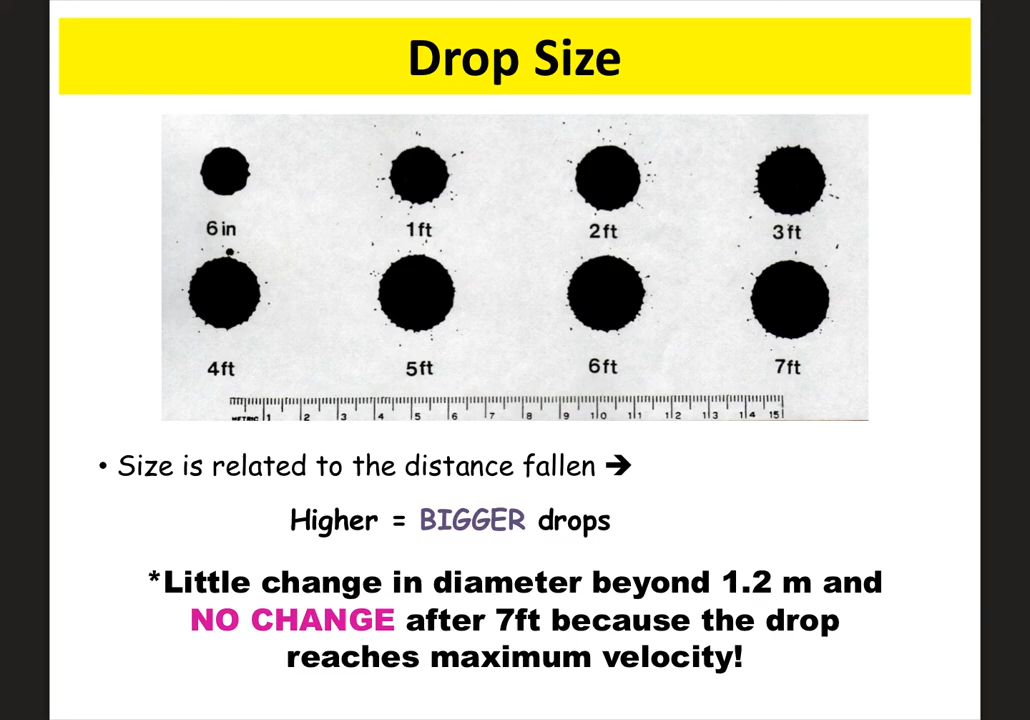 Drop Size
6 in 1 ft 2 ft 3 ft
4 ft 5 ft 6 ft 7 ft
METRIC 1 2 3 4 5 6 7 8 9 10 11 12 13 14 15
• Size is related to the distance fallen ➔
Higher = BIGGER drops
*Little change in diameter beyond 1.2 m and
NO CHANGE after 7ft because the drop
reaches maximum velocity!